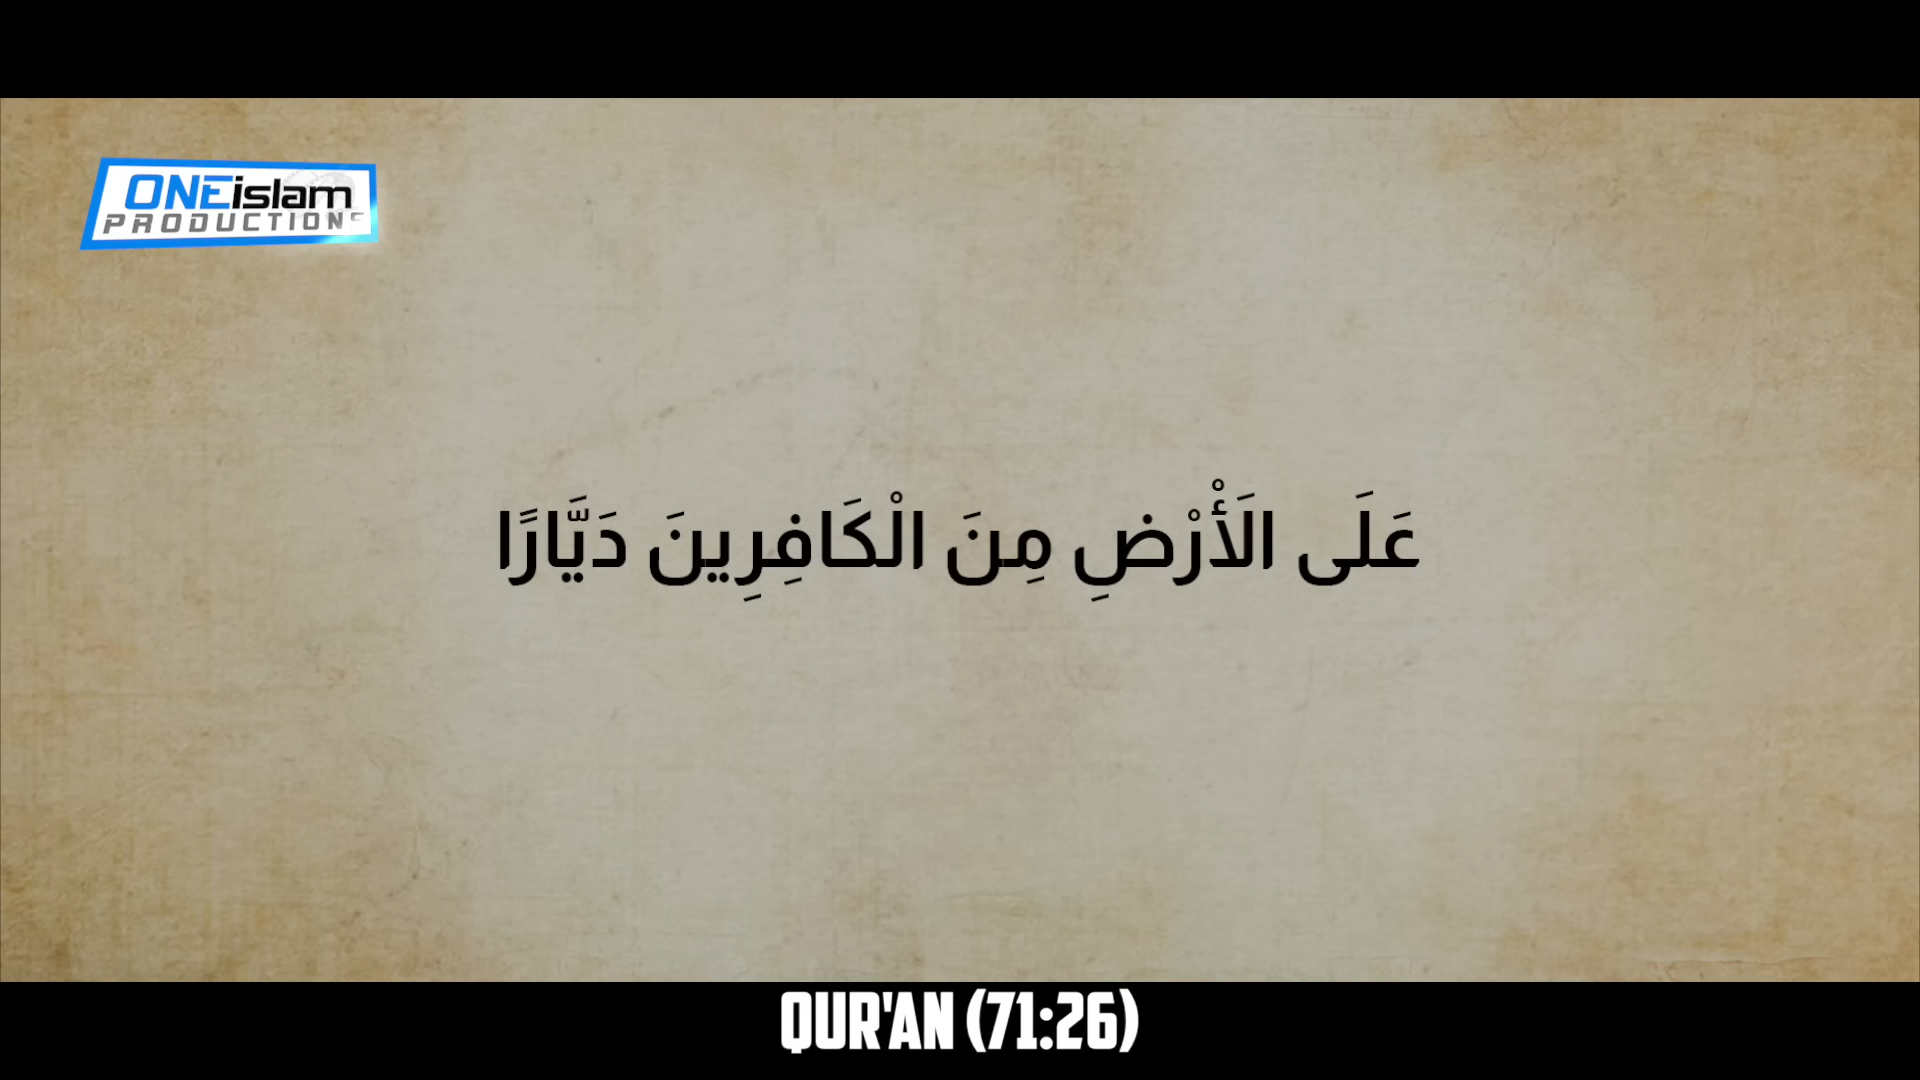 ONEislam
PRODUCTIONS
عَلَى الأَرْضِ مِنَ الْكَافِرِينَ دَيَّارًا
QUR'AN (71:26)